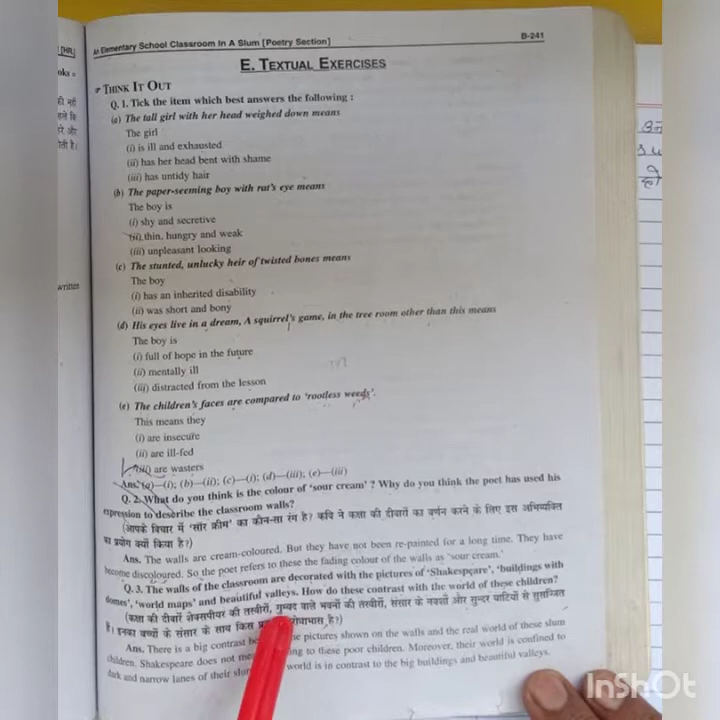 [HR.]
oks =
की नहीं
हलते कि
रे और
ोती है।
written
An Elementary School Classroom In A Slum [Poetry Section]
B-241
E. TEXTUAL EXERCISES
THINK IT OUT
Q. 1. Tick the item which best answers the following :
(a) The tall girl with her head weighed down means
The girl
(i) is ill and exhausted
(ii) has her head bent with shame
(iii) has untidy hair
(b) The paper-seeming boy with rat's eye means
The boy is
(i) shy and secretive
(ii) thin, hungry and weak
(iii) unpleasant looking
(c) The stunted, unlucky heir of twisted bones means
The boy
(i) has an inherited disability
(ii) was short and bony
(d) His eyes live in a dream, A squirrel's game, in the tree room other than this means
The boy is
(i) full of hope in the future
(ii) mentally ill
(iii) distracted from the lesson
(e) The children's faces are compared to 'rootless weeds'.
This means they
(i) are insecure
(ii) are ill-fed
(iii) are wasters
Ans. (a)—(i); (b)—(ii); (c)—(i); (d)—(iii); (e)—(iii)
Q. 2. What do you think is the colour of 'sour cream' ? Why do you think the poet has used his
expression to describe the classroom walls?
(आपके विचार में 'सॉर क्रीम' का कौन-सा रंग है? कवि ने कक्षा की दीवारों का वर्णन करने के लिए इस अभिव्यक्ति
का प्रयोग क्यों किया है?)
Ans. The walls are cream-coloured. But they have not been re-painted for a long time. They have
become discoloured. So the poet refers to these the fading colour of the walls as 'sour cream.'
Q. 3. The walls of the classroom are decorated with the pictures of 'Shakespeare', 'buildings with
domes', 'world maps' and beautiful valleys. How do these contrast with the world of these children?
(कक्षा की दीवारें शेक्सपीयर की तस्वीरों, गुम्बद वाले भवनों की तस्वीरों, संसार के नक्शों और सुन्दर घाटियों से सुसज्जित
है। इनका बच्चों के संसार के साथ किस है?)
Ans. There is a big contrast pictures shown on the walls and the real world of these slum
children. Shakespeare does not to these poor children. Moreover, their world is confined to
dark and narrow lanes of their world is in contrast to the big buildings and beautiful valleys.
InShOt